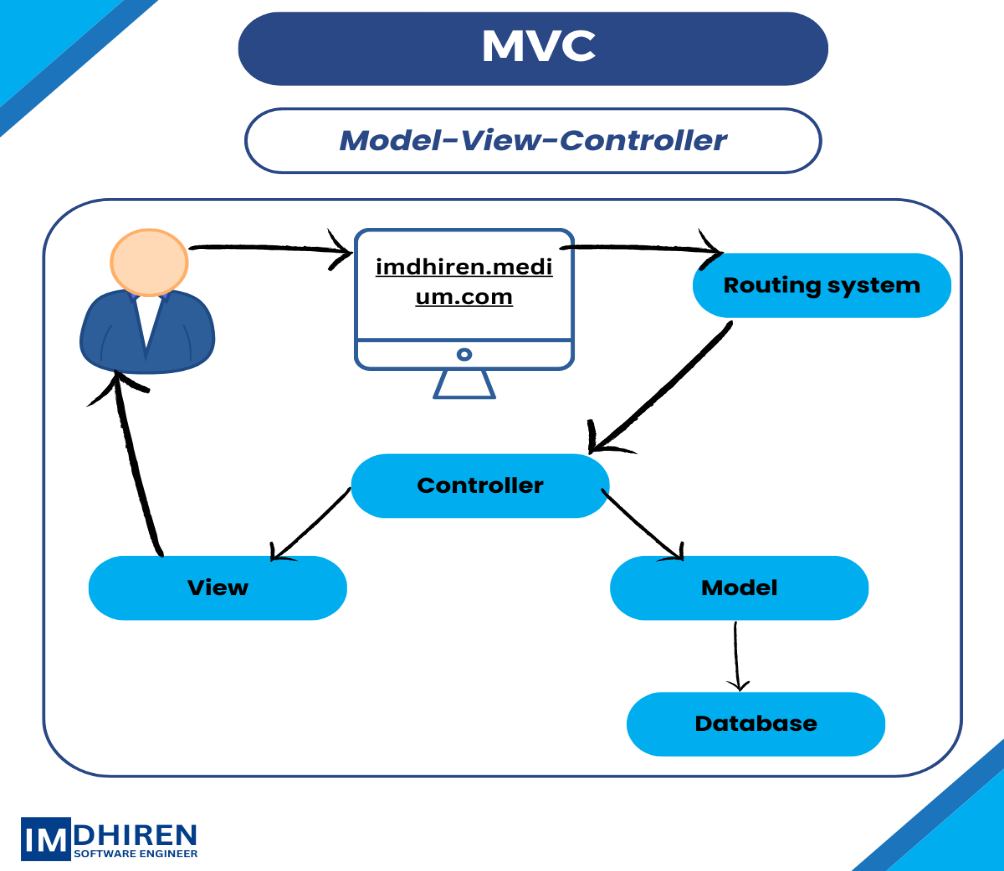 MVC
Model-View-Controller
imdhiren.medi
um.com
Routing system
Controller
View
Model
Database
IMDHIREN
SOFTWARE ENGINEER